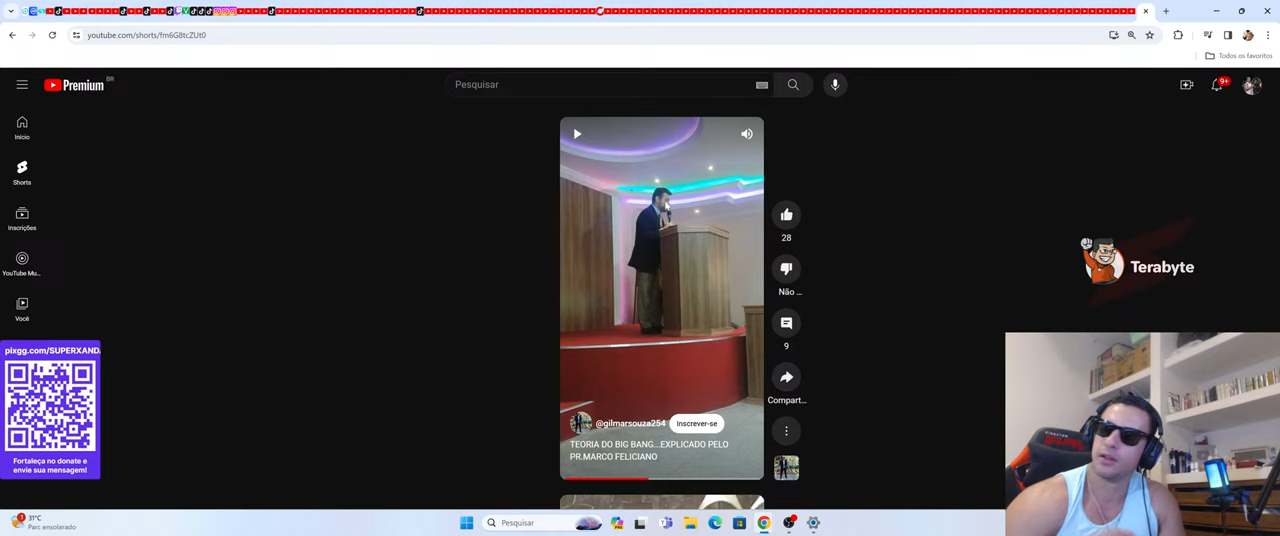 youtube.com/shorts/fm6G8tcZUt0
Todos os favoritos
Premium BR
Pesquisar
9+
Início
Shorts
Inscrições
YouTube Mu...
Você
28
Não ...
9
Compart...
@gilmarsouza254 Inscrever-se
TEORIA DO BIG BANG...EXPLICADO PELO
PR.MARCO FELICIANO
Terabyte
pixgg.com/SUPERXAND
Fortaleça no donate e
envie sua mensagem!
31°C
Parc ensolarado
Pesquisar